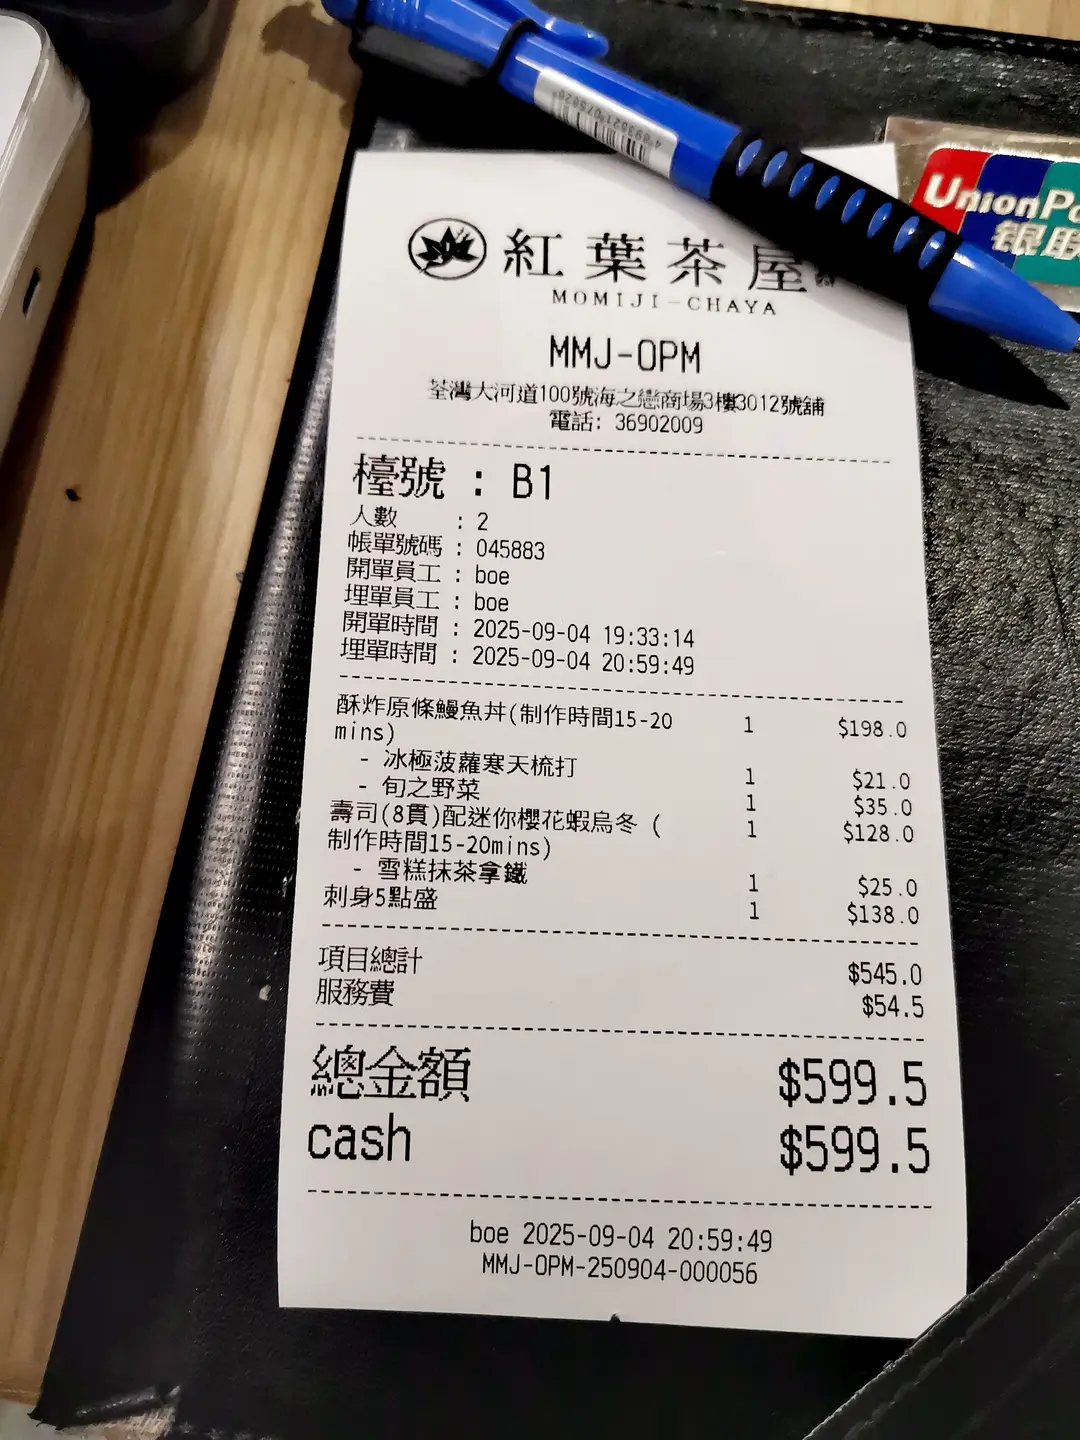 4893621075826
UnionPa
银联
紅葉茶屋
MOMIJI-CHAYA
MMJ-OPM
荃灣大河道100號海之戀商場3樓3012號舖
電話: 36902009
檯號 : B1
人數 : 2
帳單號碼 : 045883
開單員工 : boe
埋單員工 : boe
開單時間 : 2025-09-04 19:33:14
埋單時間 : 2025-09-04 20:59:49
酥炸原條鰻魚丼(制作時間15-20 1 $198.0
mins)
- 冰極菠蘿寒天梳打 1 $21.0
- 旬之野菜 1 $35.0
壽司(8貫)配迷你櫻花蝦烏冬 ( 1 $128.0
制作時間15-20mins)
- 雪糕抹茶拿鐵 1 $25.0
刺身5點盛 1 $138.0
項目總計 $545.0
服務費 $54.5
總金額 $599.5
cash $599.5
boe 2025-09-04 20:59:49
MMJ-OPM-250904-000056